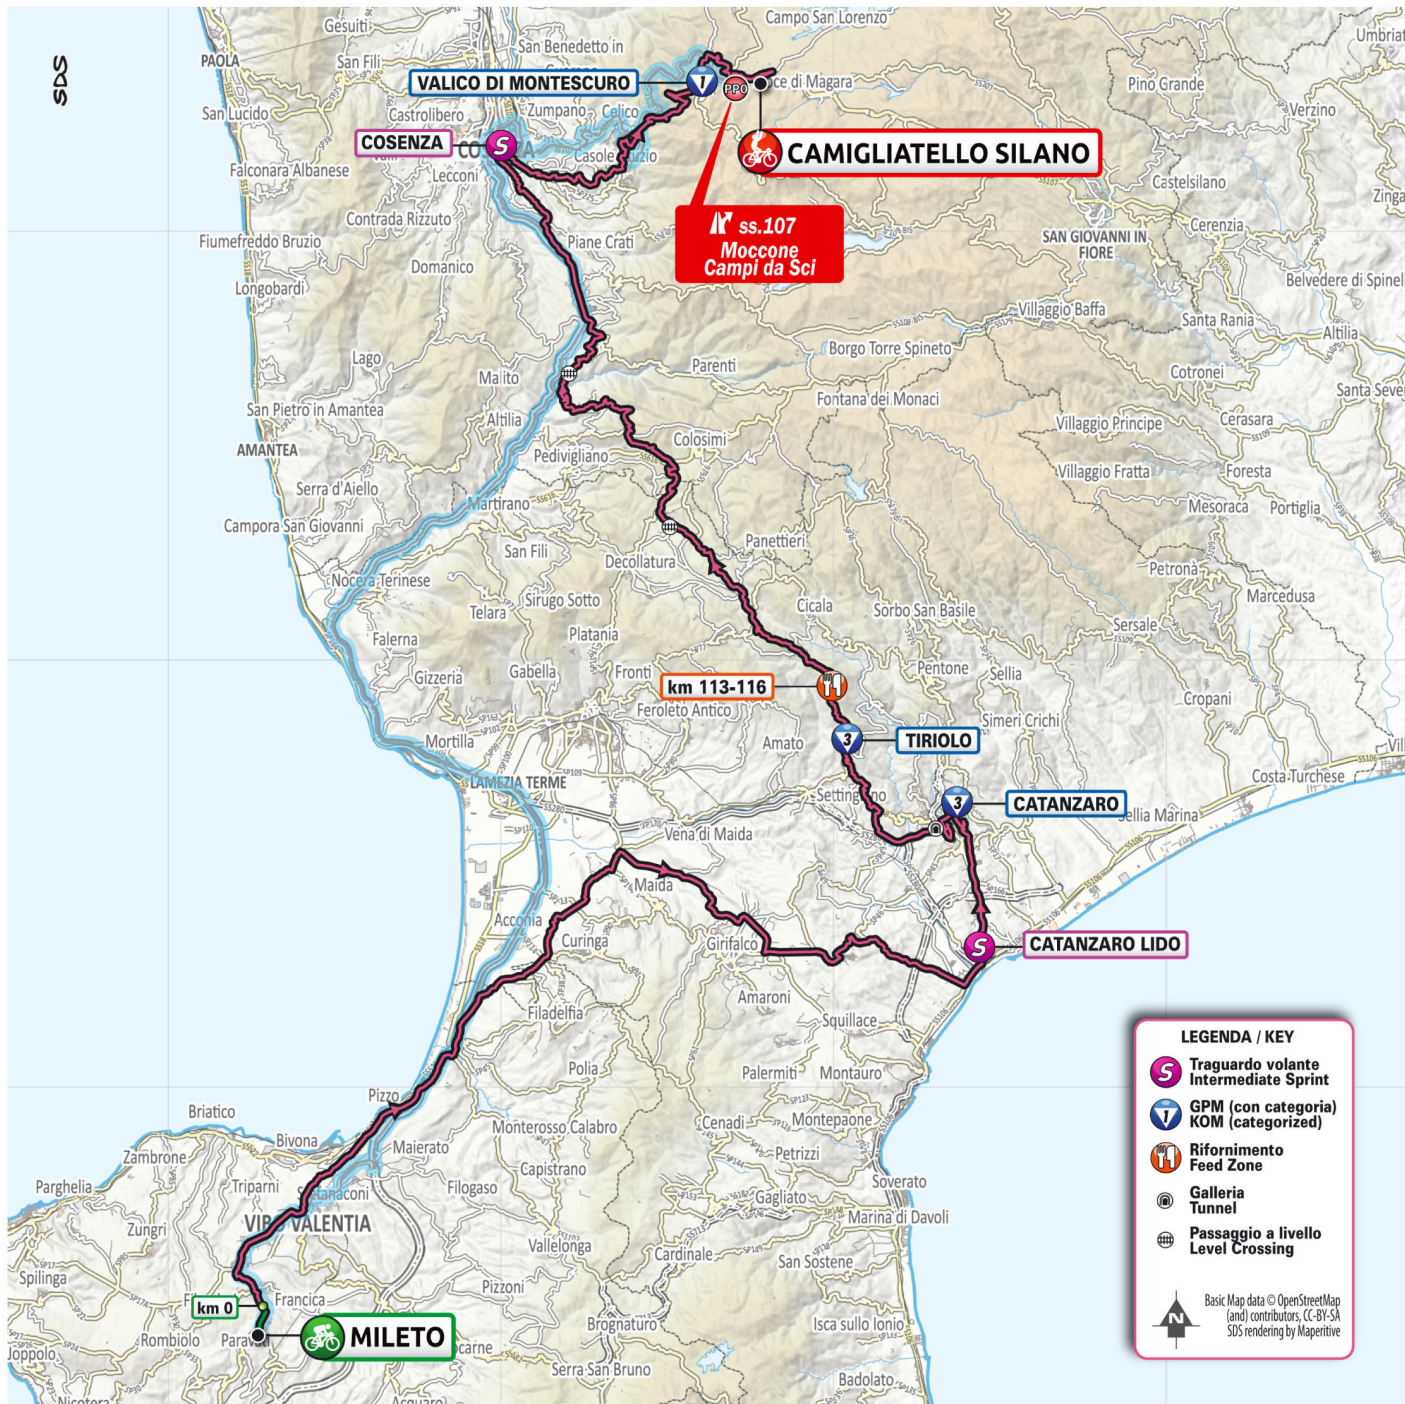 SDS
Gesuiti
Campo San Lorenzo
Umbriat
PAOLA
San Fili
San Benedetto in
Pino Grande
VALICO DI MONTESCURO
1
PPO
ce di Magara
San Lucido
Castrolibero
Zumpano
Celico
Verzino
COSENZA
S
CAMIGLIATELLO SILANO
Falconara Albanese
Lecconi
Casole
Castelsilano
Zinga
Contrada Rizzuto
ss.107
Moccone
Campi da Sci
Fiumefreddo Bruzio
Piane Crati
SAN GIOVANNI IN
FIORE
Cerenzia
Domanico
Longobardi
Belvedere di Spinel
Villaggio Baffa
Santa Rania
Altilia
Lago
Malito
Parenti
Borgo Torre Spineto
Cotronei
Santa Seve
San Pietro in Amantea
Altilia
Fontana dei Monaci
Villaggio Principe
Cerasara
AMANTEA
Colosimi
Pedivigliano
Villaggio Fratta
Foresta
Serra d'Aiello
Martirano
Mesoraca
Portiglia
Campora San Giovanni
San Fili
Decollatura
Panettieri
Petronà
Nocera Terinese
Telara
Sirugo Sotto
Cicala
Sorbo San Basile
Marcedusa
Falerna
Platania
Sersale
Gizzeria
Gabella
Fronti
Pentone
Sellia
km 113-116
Cropani
Feroleto Antico
Simeri Crichi
Mortilla
Amato
3
TIRIOLO
LAMEZIA TERME
Costa Turchese
Vill
3
CATANZARO
Sellia Marina
Vena di Maida
Maida
Acconia
Curinga
Girifalco
S
CATANZARO LIDO
Filadelfia
Amaroni
Squillace
Polia
Palermiti
Montauro
Pizzo
Briatico
Bivona
Maierato
Monterosso Calabro
Cenadi
Montepaone
Zambrone
Capistrano
Petrizzi
Parghelia
Triparni
Filogaso
Gagliato
Soverato
Zungri
VIBO VALENTIA
Vallelonga
Cardinale
Marina di Davoli
Spilinga
Pizzoni
San Sostene
km 0
Francica
Rombiolo
MILETO
Brognaturo
Isca sullo Ionio
Joppolo
Serra San Bruno
Badolato
Nicotera
LEGENDA / KEY
S
Traguardo volante
Intermediate Sprint
1
GPM (con categoria)
KOM (categorized)
Rifornimento
Feed Zone
Galleria
Tunnel
Passaggio a livello
Level Crossing
N
Basic Map data © OpenStreetMap
(and) contributors, CC-BY-SA
SDS rendering by Maperitive